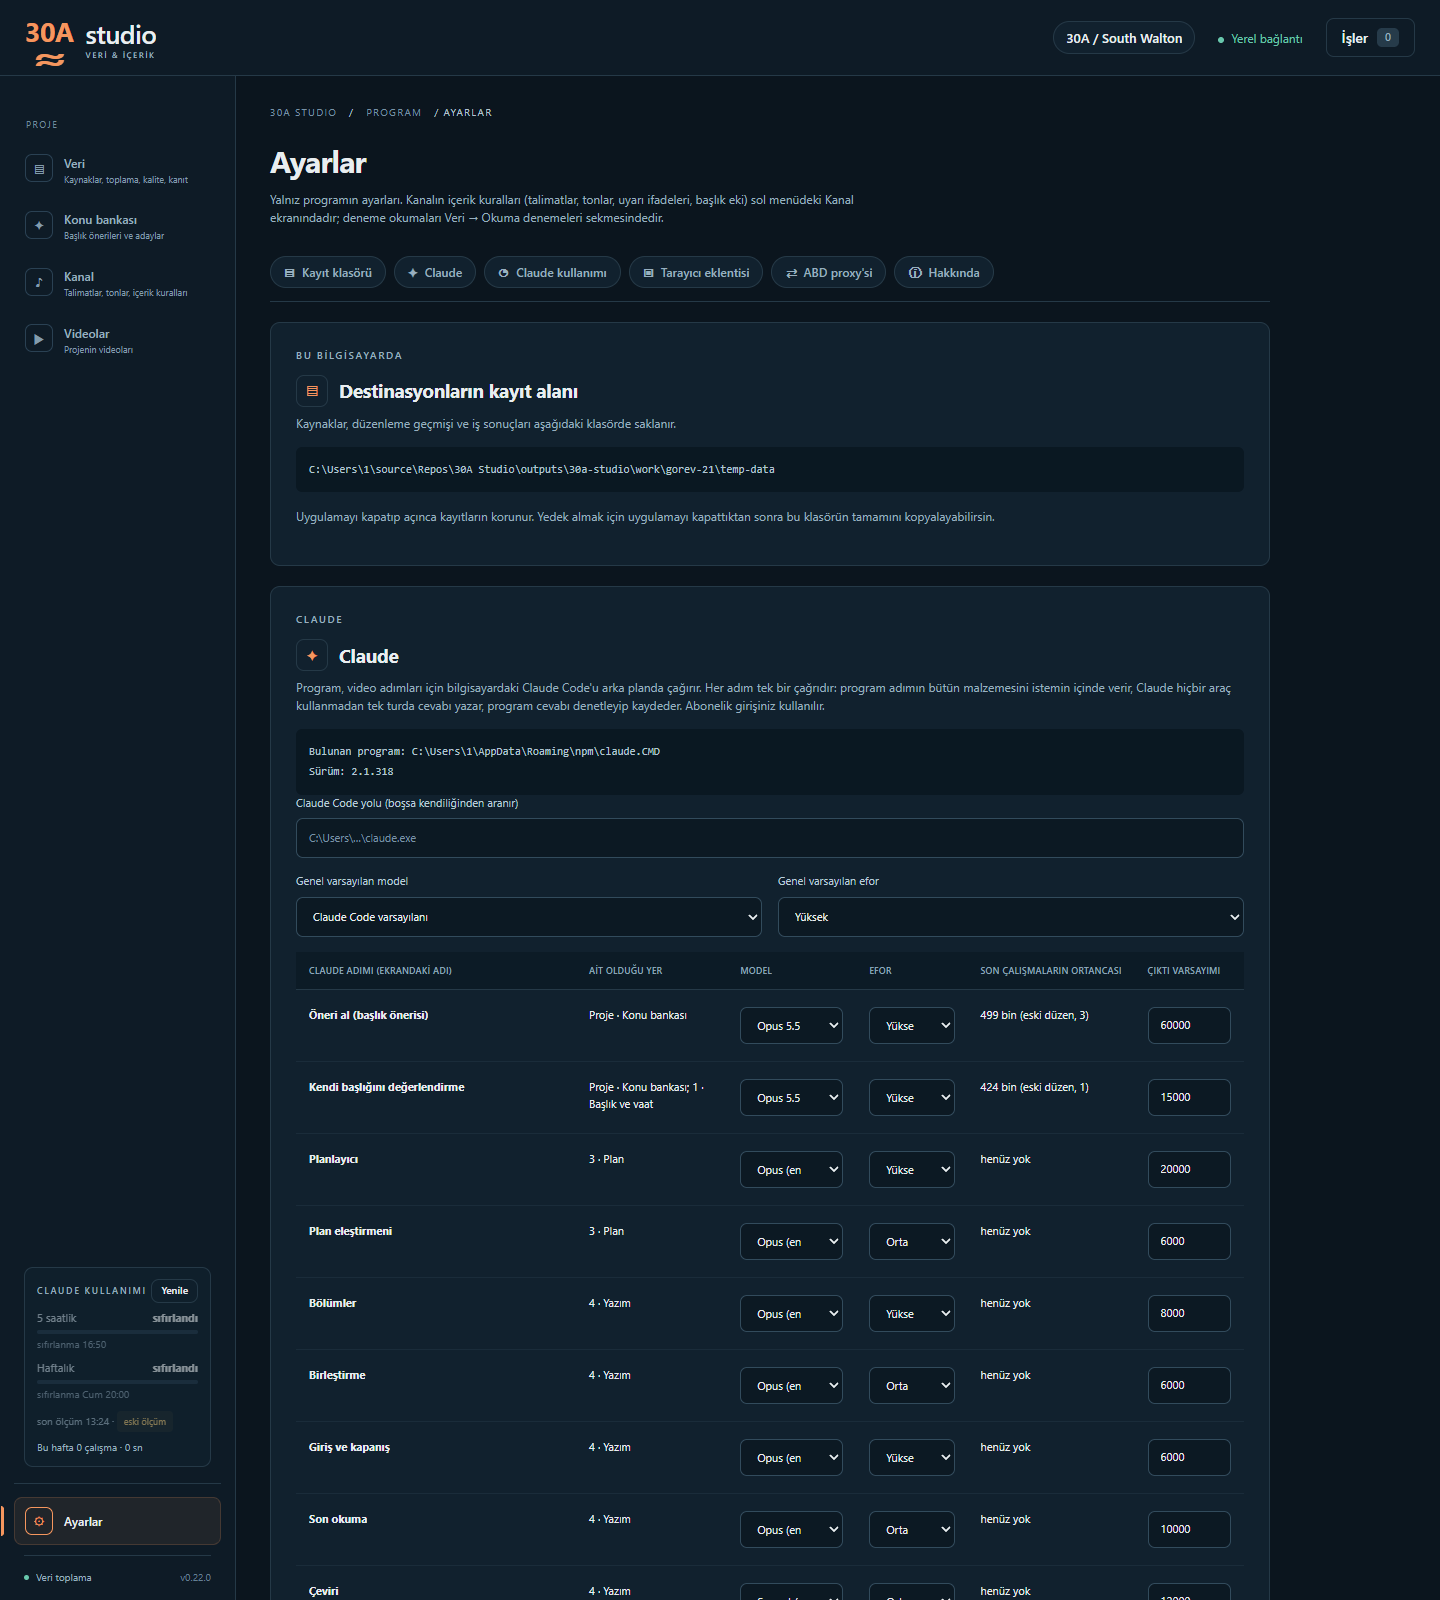 30A studio
VERİ & İÇERİK
30A / South Walton
Yerel bağlantı
İşler 0
PROJE
Veri
Kaynaklar, toplama, kalite, kanıt
Konu bankası
Başlık önerileri ve adaylar
Kanal
Talimatlar, tonlar, içerik kuralları
Videolar
Projenin videoları
CLAUDE KULLANIMI Yenile
5 saatlik sıfırlandı
sıfırlanma 16:50
Haftalık sıfırlandı
sıfırlanma Cum 20:00
son ölçüm 13:24 · eski ölçüm
Bu hafta 0 çalışma · 0 sn
Ayarlar
Veri toplama v0.22.0
30A STUDIO / PROGRAM / AYARLAR
Ayarlar
Yalnız programın ayarları. Kanalın içerik kuralları (talimatlar, tonlar, uyarı ifadeleri, başlık eki) sol menüdeki Kanal
ekranındadır; deneme okumaları Veri → Okuma denemeleri sekmesindedir.
Kayıt klasörü
Claude
Claude kullanımı
Tarayıcı eklentisi
ABD proxy'si
Hakkında
BU BİLGİSAYARDA
Destinasyonların kayıt alanı
Kaynaklar, düzenleme geçmişi ve iş sonuçları aşağıdaki klasörde saklanır.
C:\Users\1\source\Repos\30A Studio\outputs\30a-studio\work\gorev-21\temp-data
Uygulamayı kapatıp açınca kayıtların korunur. Yedek almak için uygulamayı kapattıktan sonra bu klasörün tamamını kopyalayabilirsin.
CLAUDE
Claude
Program, video adımları için bilgisayardaki Claude Code'u arka planda çağırır. Her adım tek bir çağrıdır: program adımın bütün malzemesini istemin içinde verir, Claude hiçbir araç
kullanmadan tek turda cevabı yazar, program cevabı denetleyip kaydeder. Abonelik girişiniz kullanılır.
Bulunan program: C:\Users\1\AppData\Roaming\npm\claude.CMD
Sürüm: 2.1.318
Claude Code yolu (boşsa kendiliğinden aranır)
C:\Users\...\claude.exe
Genel varsayılan model
Genel varsayılan efor
Claude Code varsayılanı
Yüksek
CLAUDE ADIMI (EKRANDAKİ ADI) AİT OLDUĞU YER MODEL EFOR SON ÇALIŞMALARIN ORTANCASI ÇIKTI VARSAYIMI
Öneri al (başlık önerisi) Proje · Konu bankası Opus 5.5 Yükse 499 bin (eski düzen, 3) 60000
Kendi başlığını değerlendirme Proje · Konu bankası; 1 · Opus 5.5 Yükse 424 bin (eski düzen, 1) 15000
Başlık ve vaat
Planlayıcı 3 · Plan Opus (en Yükse henüz yok 20000
Plan eleştirmeni 3 · Plan Opus (en Orta henüz yok 6000
Bölümler 4 · Yazım Opus (en Yükse henüz yok 8000
Birleştirme 4 · Yazım Opus (en Orta henüz yok 6000
Giriş ve kapanış 4 · Yazım Opus (en Yükse henüz yok 6000
Son okuma 4 · Yazım Opus (en Orta henüz yok 10000
Çeviri 4 · Yazım henüz yok